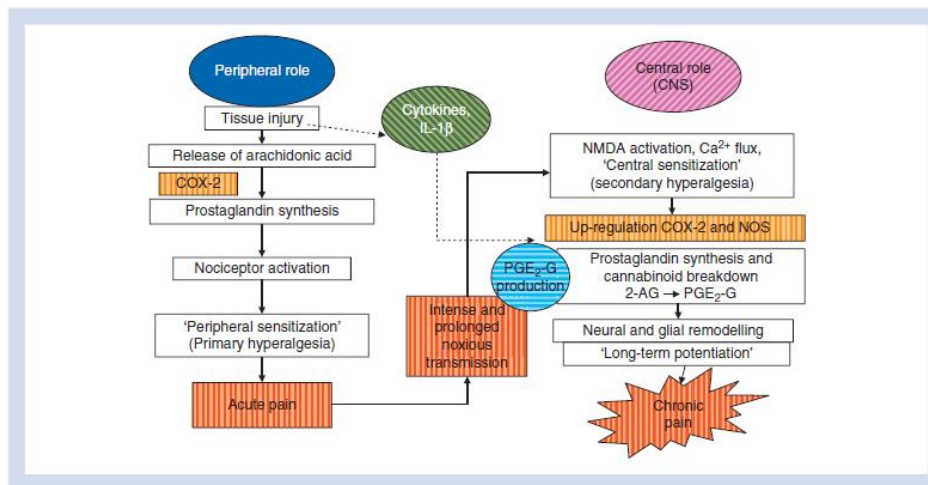 Peripheral role
Tissue injury
Release of arachidonic acid
COX-2
Prostaglandin synthesis
Nociceptor activation
'Peripheral sensitization'
(Primary hyperalgesia)
Acute pain
Cytokines,
IL-1β
Intense and
prolonged
noxious
transmission
PGE₂-G
production
Central role
(CNS)
NMDA activation, Ca²⁺ flux,
'Central sensitization'
(secondary hyperalgesia)
Up-regulation COX-2 and NOS
Prostaglandin synthesis and
cannabinoid breakdown
2-AG → PGE₂-G
Neural and glial remodelling
'Long-term potentiation'
Chronic
pain